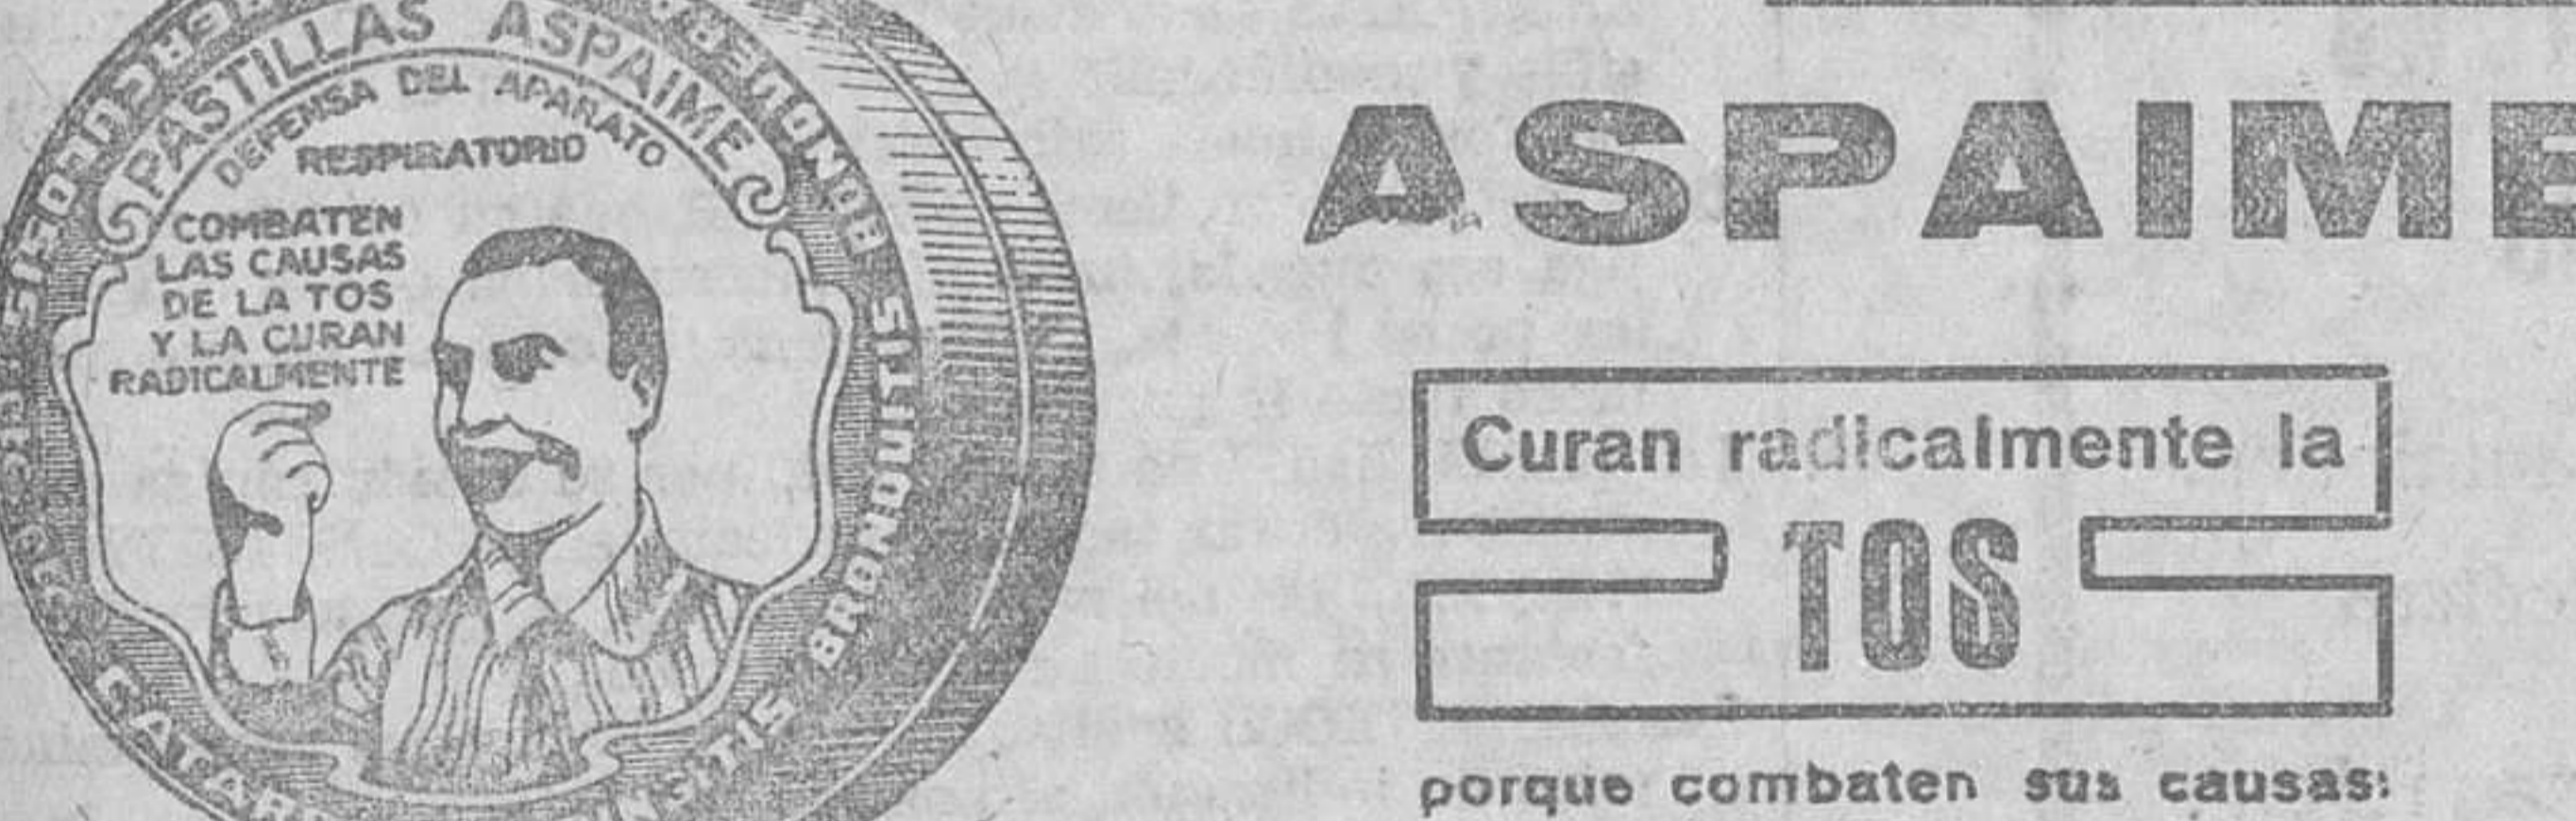 PASTILLAS ASPAIME
DEFENSA DEL APARATO
RESPIRATORIO
COMBATEN
LAS CAUSAS
DE LA TOS
Y LA CURAN
RADICALMENTE
BRONQUITIS
ASPAIME
Curan radicalmente la
TOS
porque combaten sus causas: